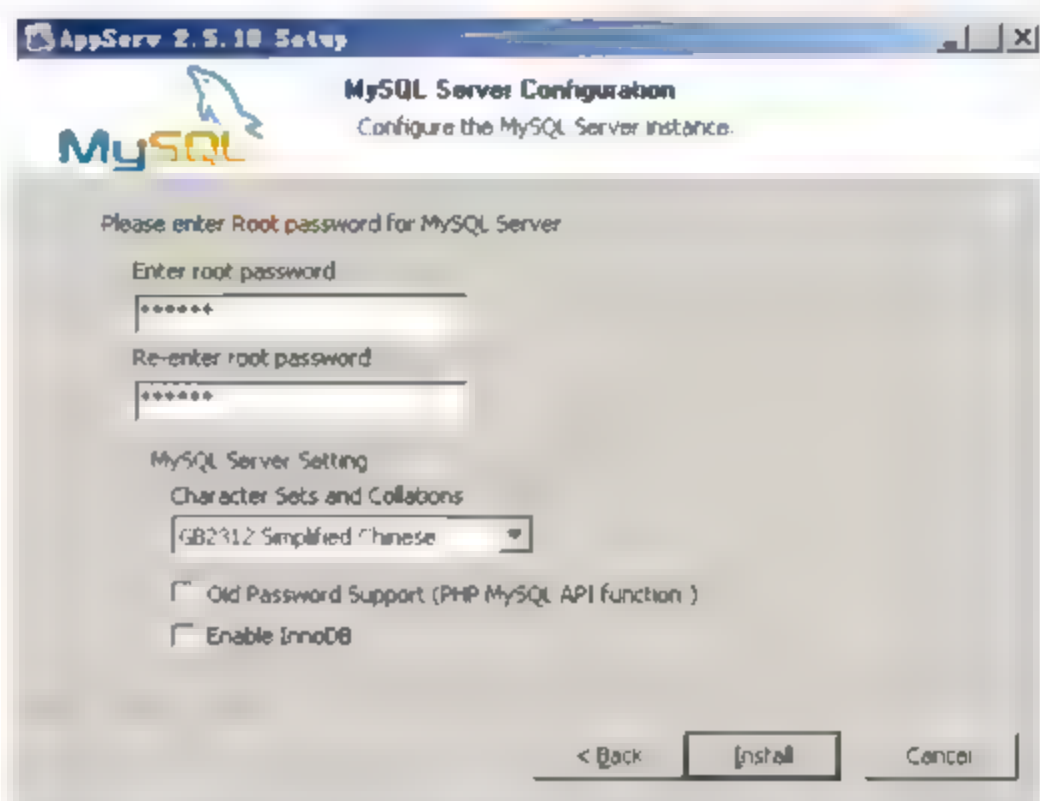 AppServ 2.5.10 Setup
MySQL Server Configuration
Configure the MySQL Server instance.
MySQL
Please enter Root password for MySQL Server
Enter root password
******
Re-enter root password
******
MySQL Server Setting
Character Sets and Collations
GB2312 Simplified Chinese
Old Password Support (PHP MySQL API function )
Enable InnoDB
< Back
Install
Cancel